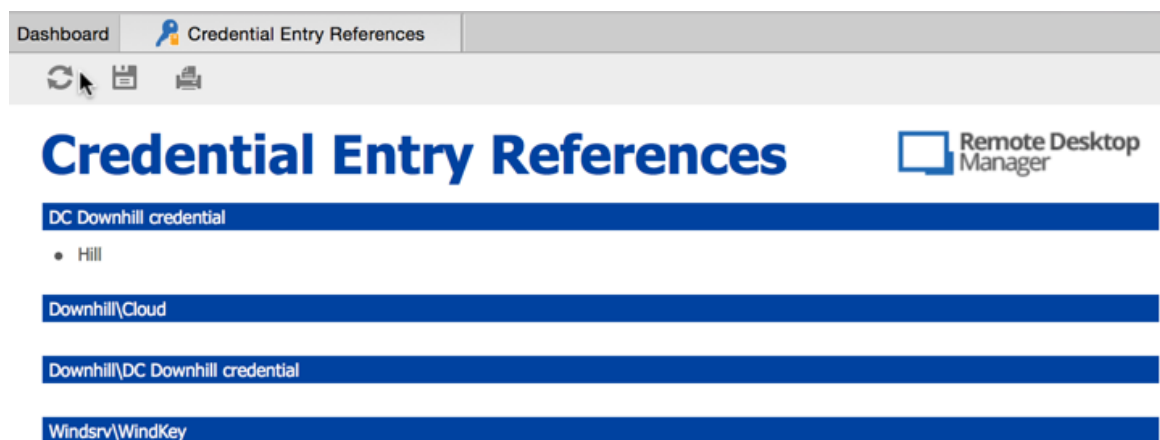 Dashboard
Credential Entry References
Credential Entry References
Remote Desktop
Manager
DC Downhill credential
• Hill
Downhill\Cloud
Downhill\DC Downhill credential
Windsrv\WindKey